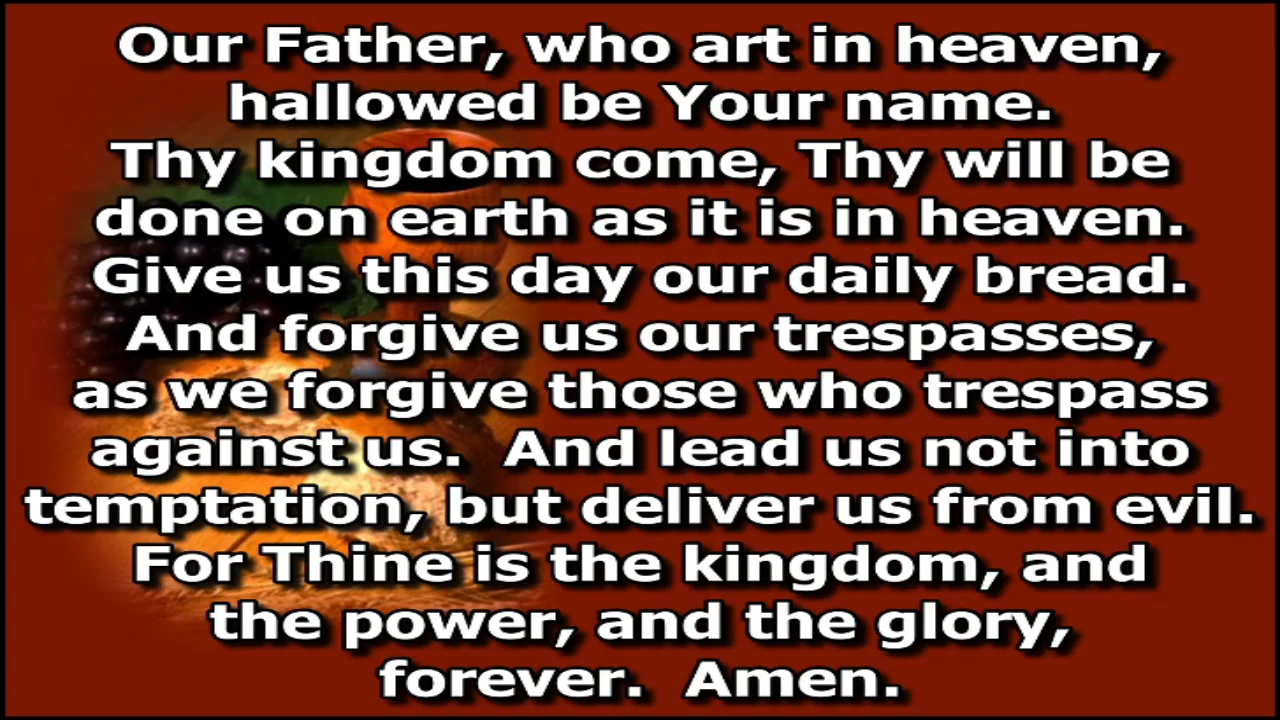 Our Father, who art in heaven,
hallowed be Your name.
Thy kingdom come, Thy will be
done on earth as it is in heaven.
Give us this day our daily bread.
And forgive us our trespasses,
as we forgive those who trespass
against us.  And lead us not into
temptation, but deliver us from evil.
For Thine is the kingdom, and
the power, and the glory,
forever.  Amen.